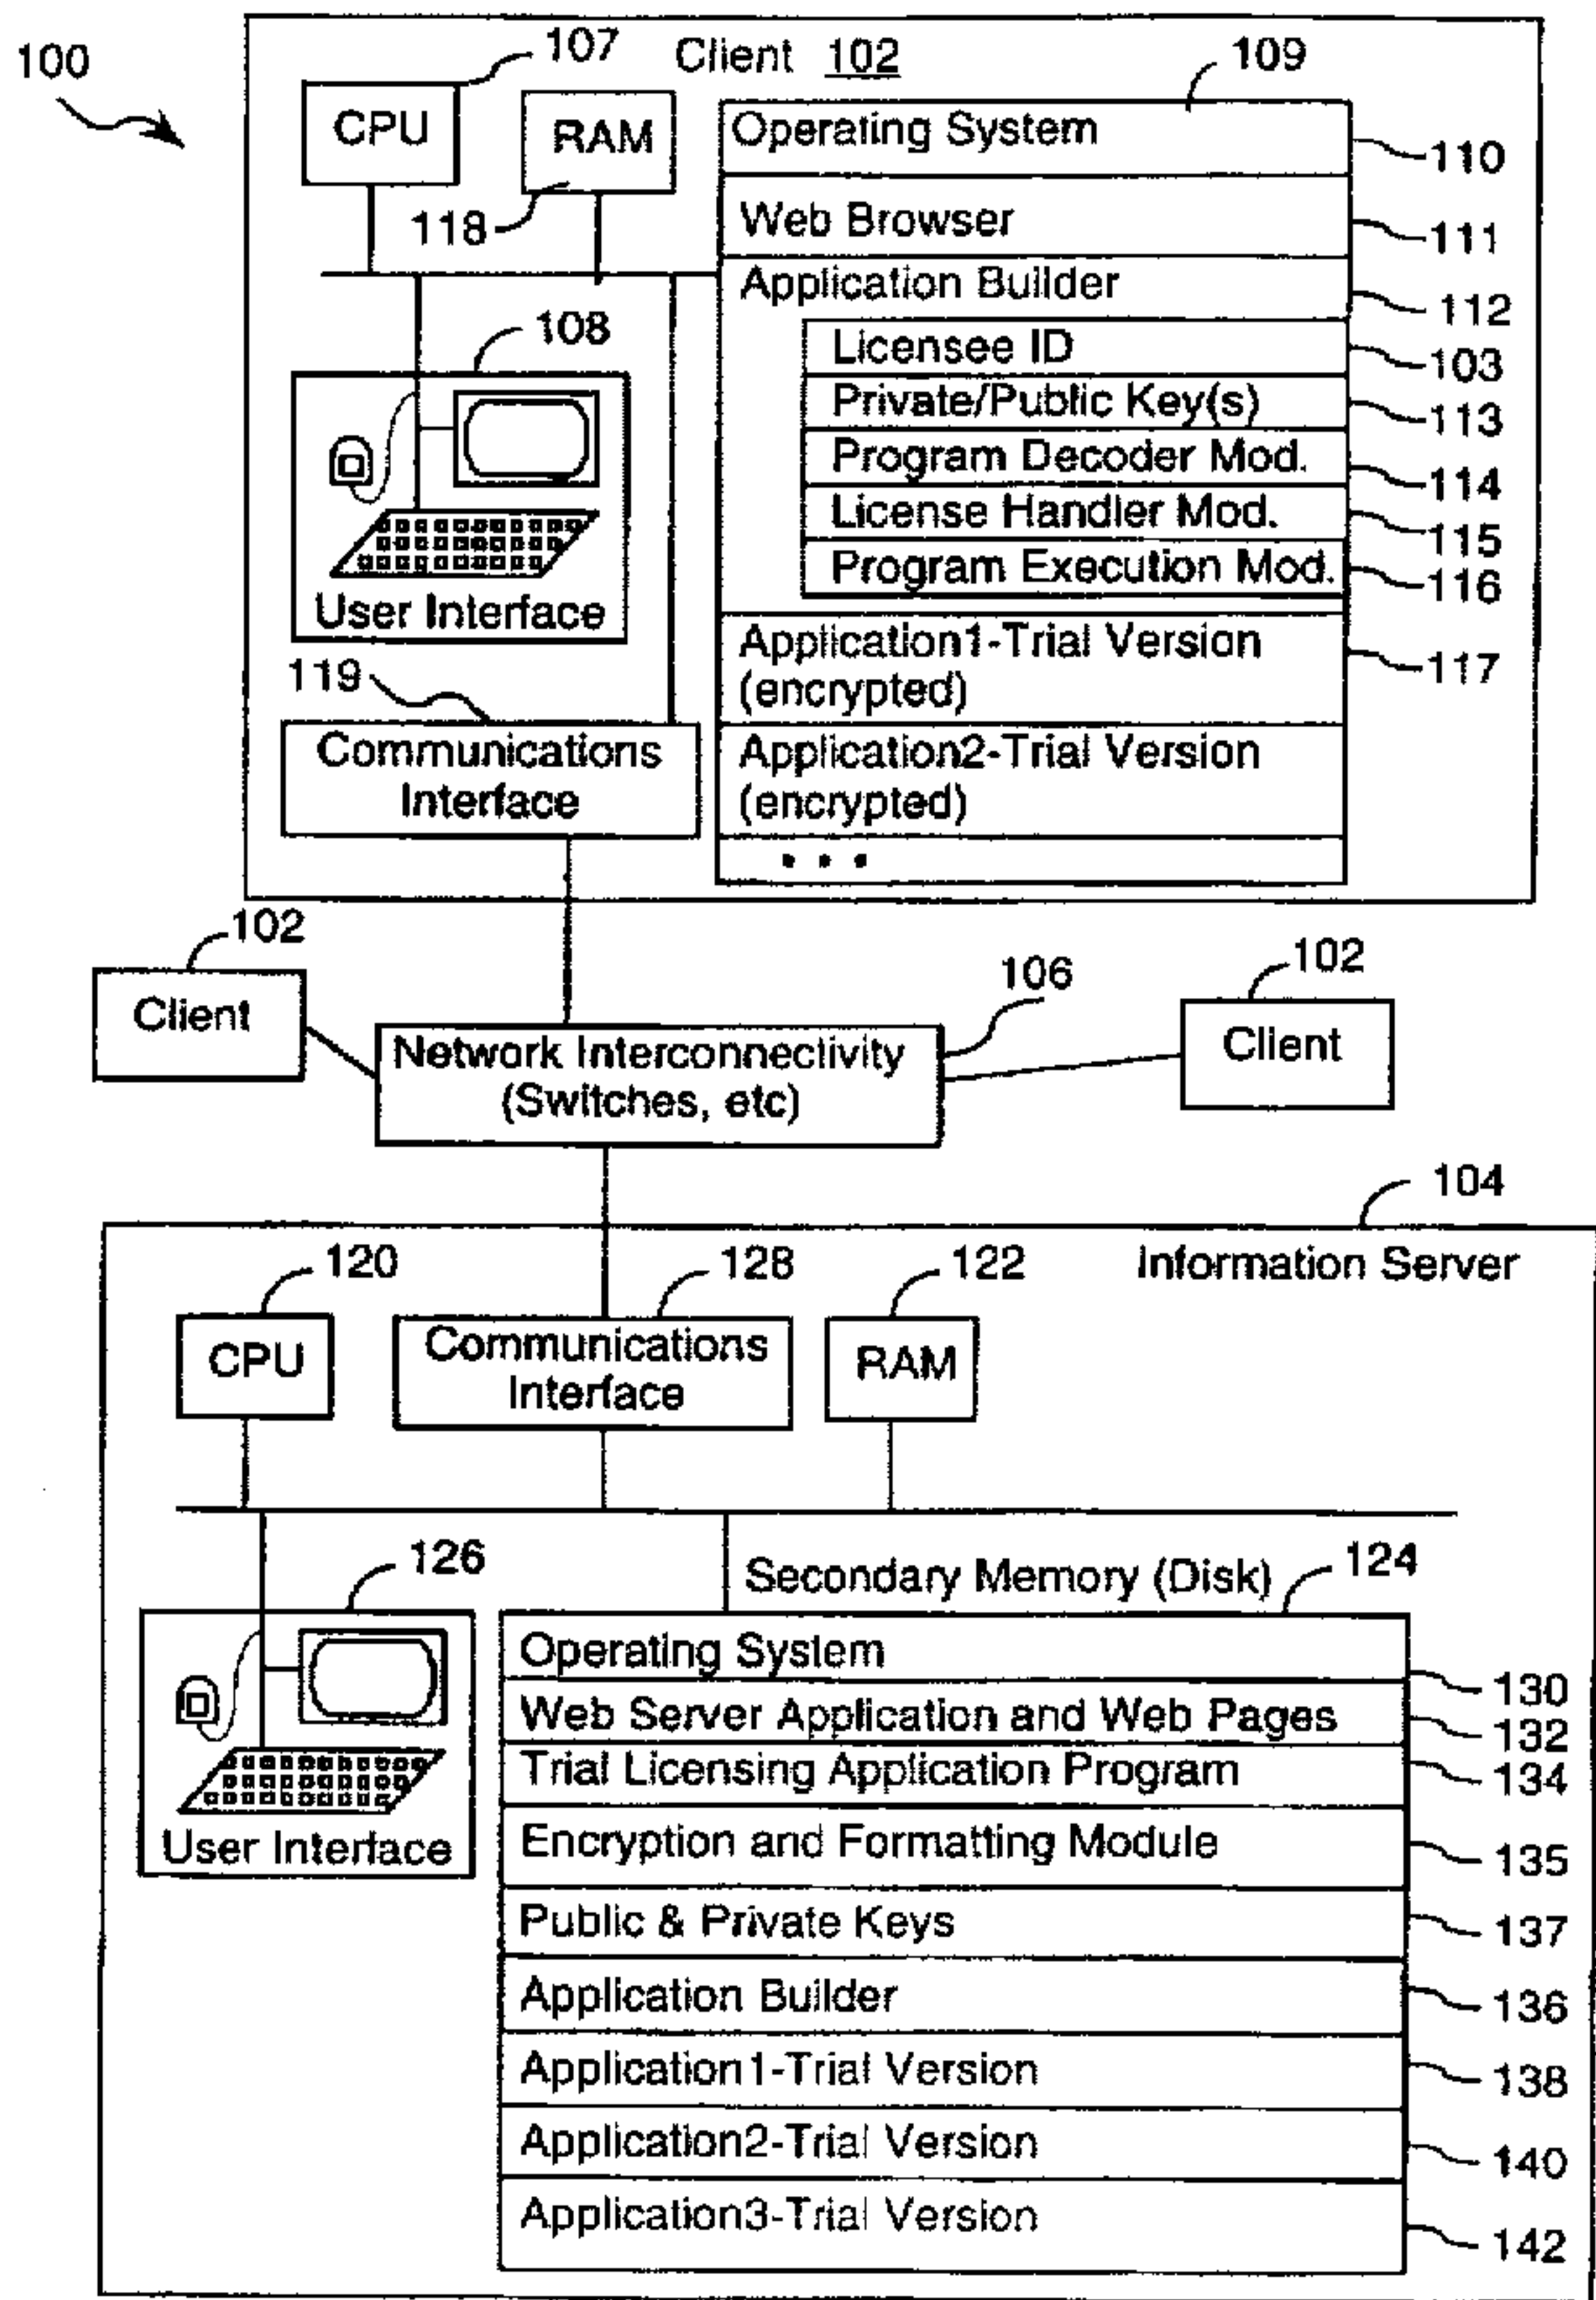 100
107
Client 102
109
CPU
RAM
118
Operating System
110
Web Browser
111
Application Builder
112
Licensee ID
103
Private/Public Key(s)
113
Program Decoder Mod.
114
License Handler Mod.
115
Program Execution Mod.
116
108
User Interface
Application1-Trial Version
(encrypted)
117
119
Communications
Interface
Application2-Trial Version
(encrypted)
• • •
102
Client
106
Network Interconnectivity
(Switches, etc)
102
Client
104
Information Server
120
CPU
128
Communications
Interface
122
RAM
126
User Interface
Secondary Memory (Disk)
124
Operating System
130
Web Server Application and Web Pages
132
Trial Licensing Application Program
134
Encryption and Formatting Module
135
Public & Private Keys
137
Application Builder
136
Application1-Trial Version
138
Application2-Trial Version
140
Application3-Trial Version
142